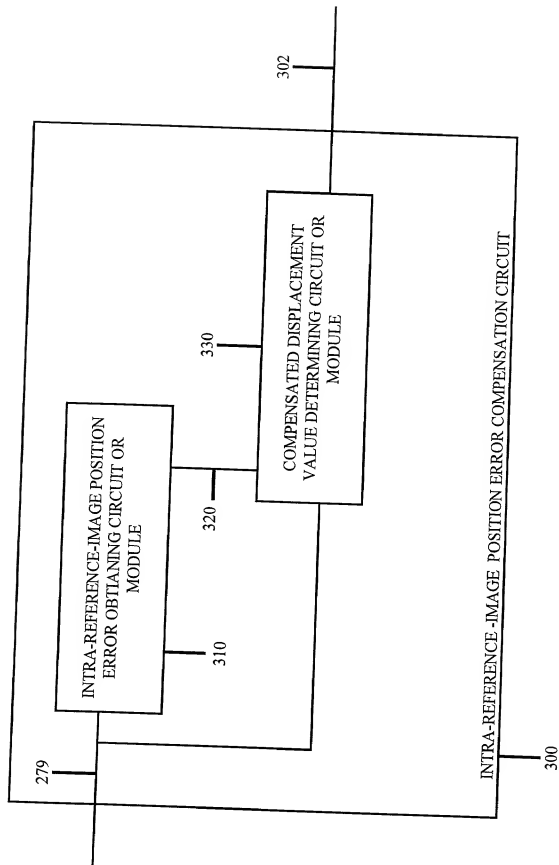 279
INTRA-REFERENCE-IMAGE POSITION
ERROR OBTIANING CIRCUIT OR
MODULE
310
320
330
COMPENSATED DISPLACEMENT
VALUE DETERMINING CIRCUIT OR
MODULE
302
INTRA-REFERENCE -IMAGE POSITION ERROR COMPENSATION CIRCUIT
300